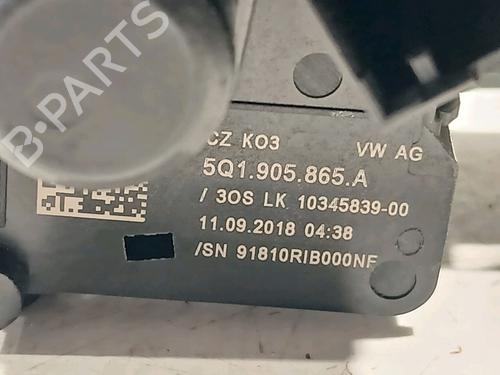 B-PARTS
CZ KO3 VW AG
5Q1.905.865.A
/ 3OS LK 10345839-00
11.09.2018 04:38
/SN 91810RIB000NF